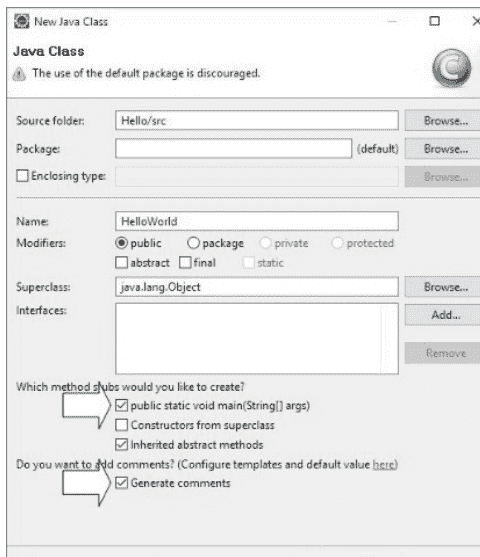 New Java Class
Java Class
The use of the default package is discouraged.
Source folder: Hello/src Browse...
Package: (default) Browse...
Enclosing type: Browse...
Name: HelloWorld
Modifiers: public package private protected
abstract final static
Superclass: java.lang.Object Browse...
Interfaces: Add...
Remove
Which method stubs would you like to create?
public static void main(String[] args)
Constructors from superclass
Inherited abstract methods
Do you want to add comments? (Configure templates and default value here)
Generate comments